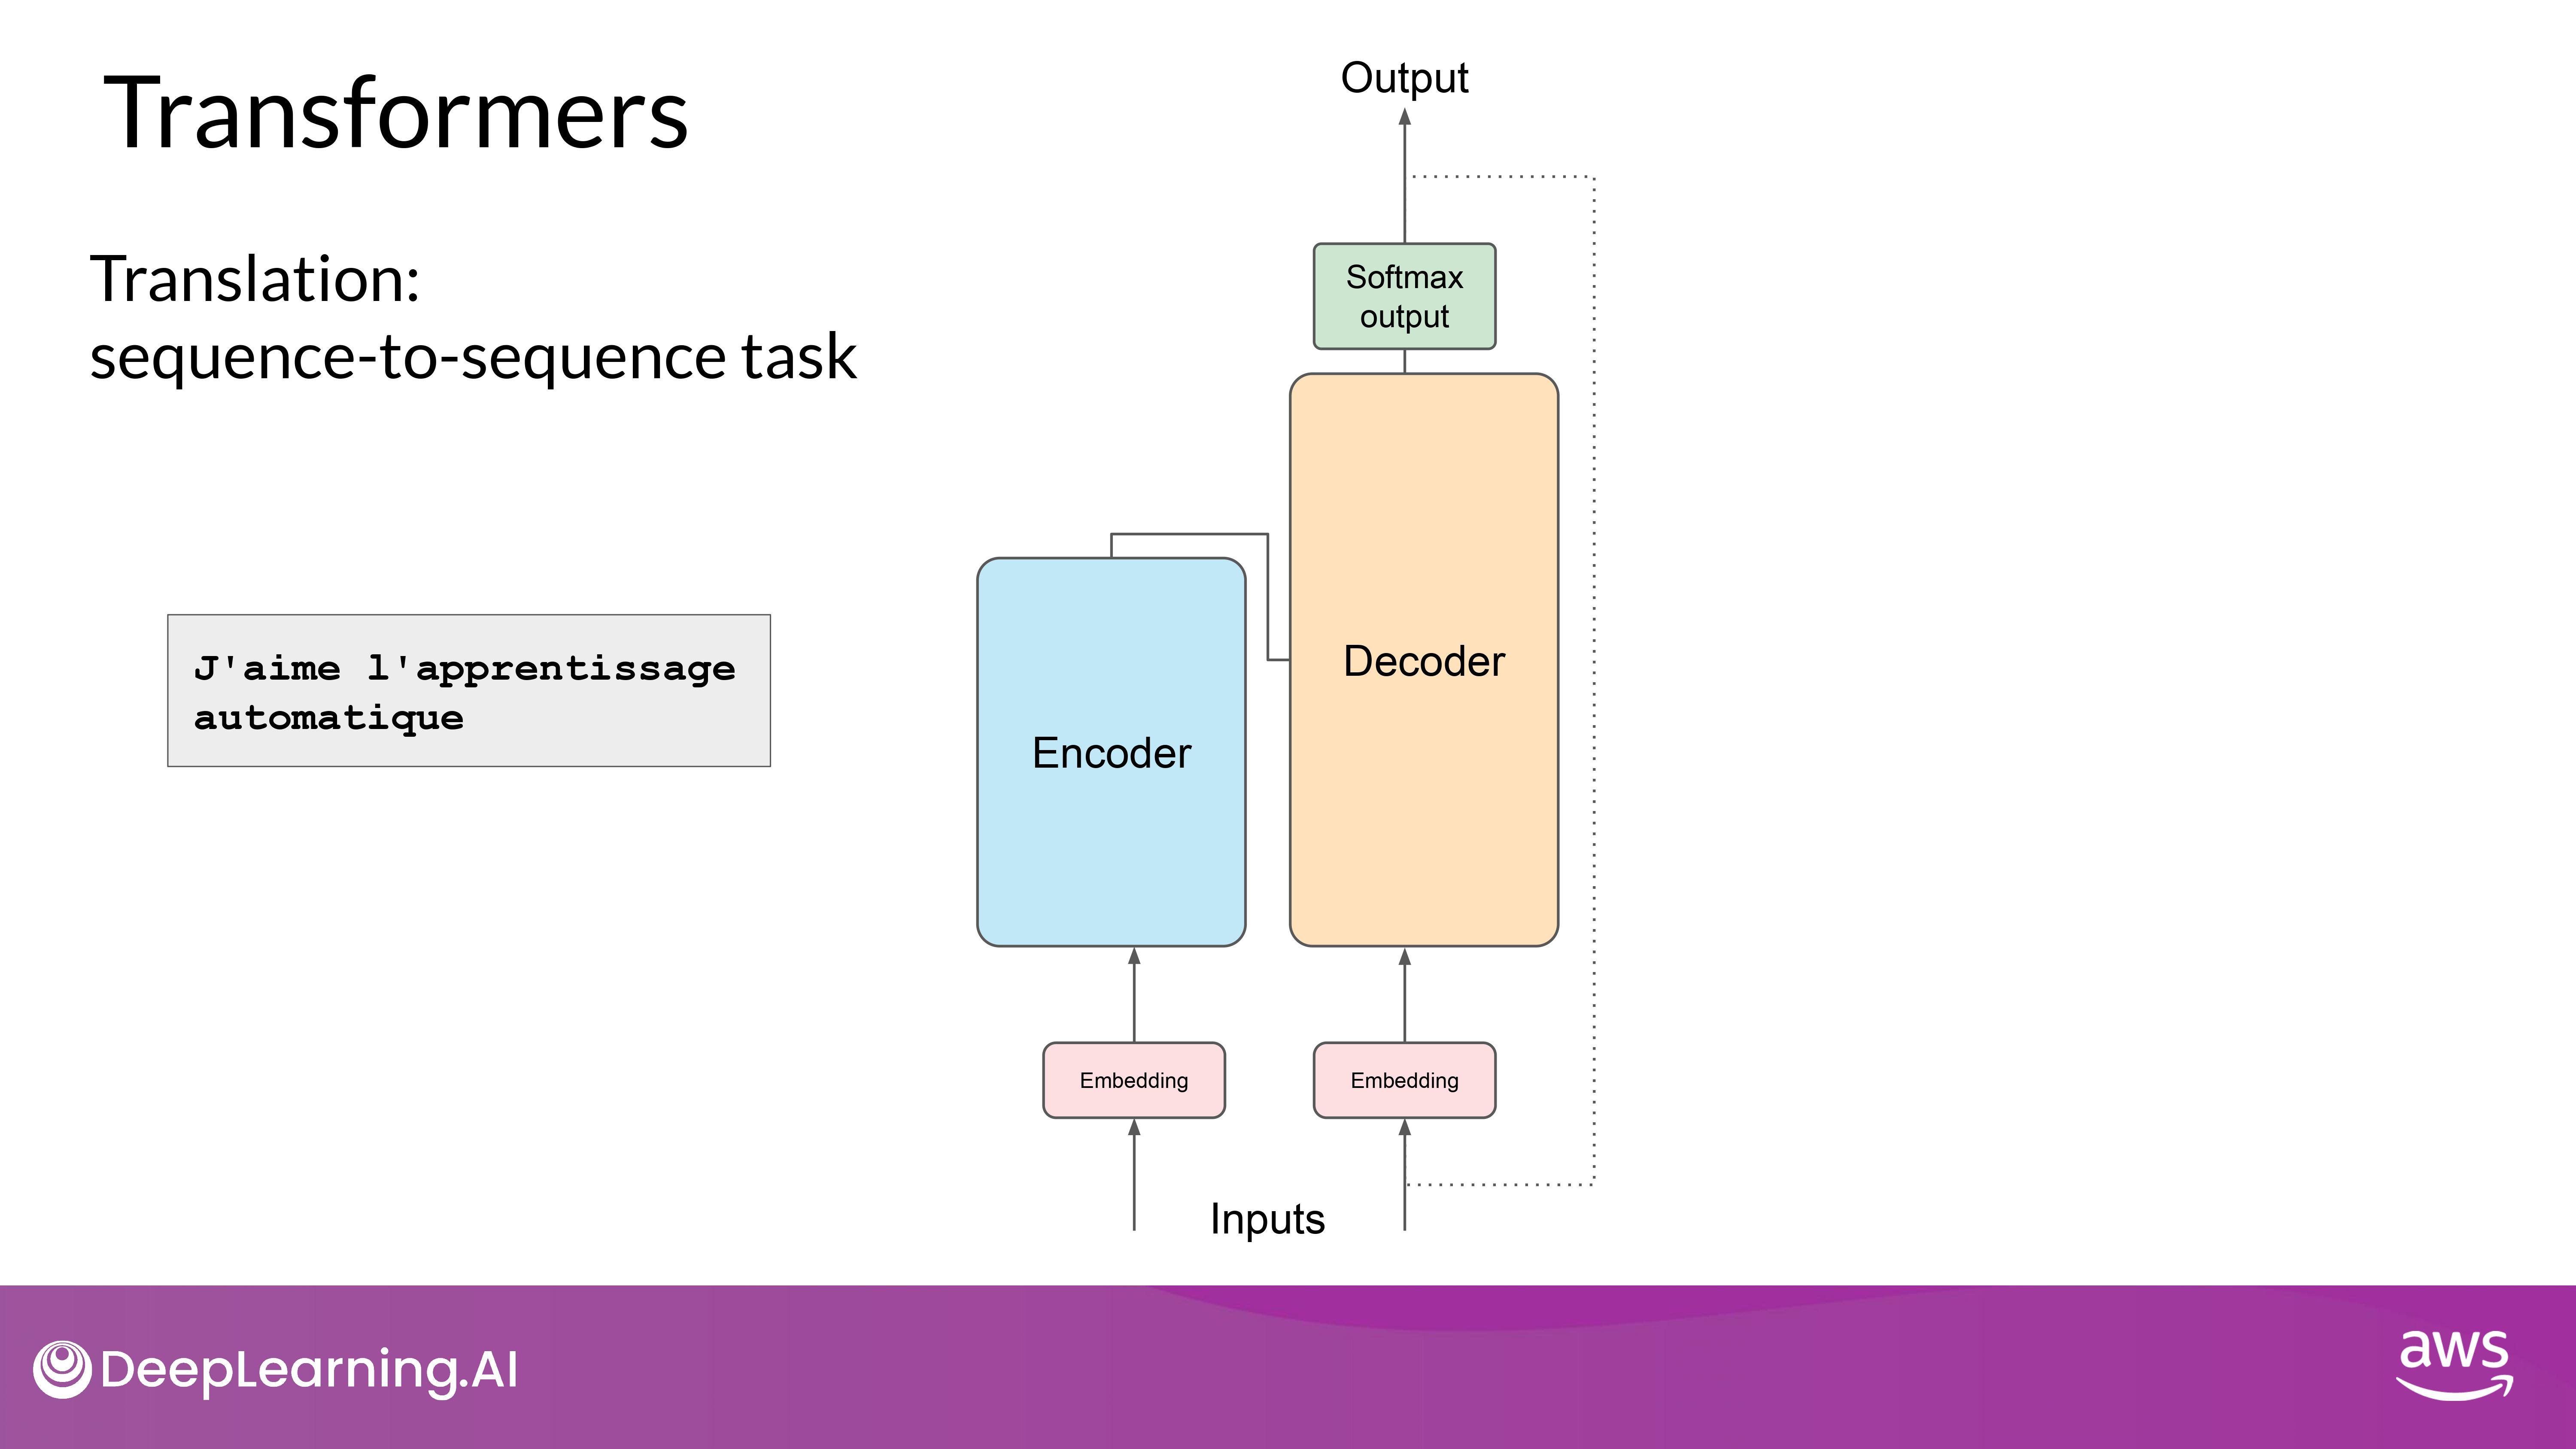 Transformers
Translation:
sequence-to-sequence task
J'aime l'apprentissage
automatique
Output
Softmax
output
Decoder
Encoder
Embedding
Embedding
Inputs
DeepLearning.AI
aws